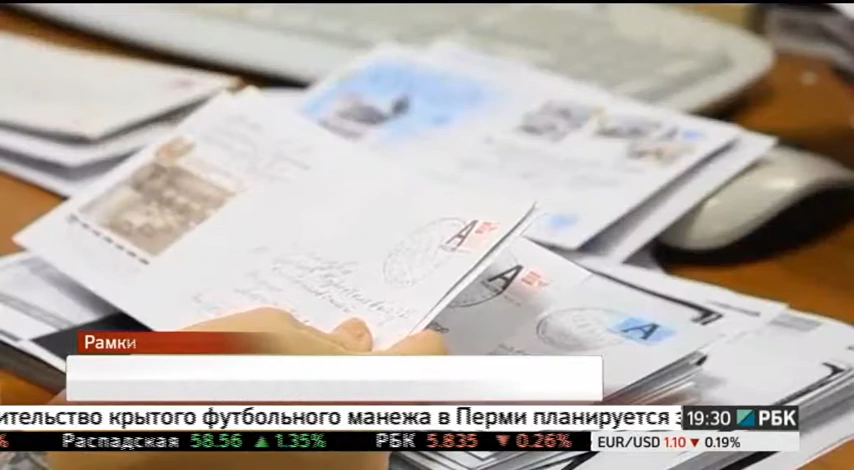 A
A
A
Рамки
ительство крытого футбольного манежа в Перми планируется з
19:30 РБК
% Распадская 58.56 ▲ 1.35% РБК 5.835 ▼ 0.26%
EUR/USD 1.10 ▼ 0.19%